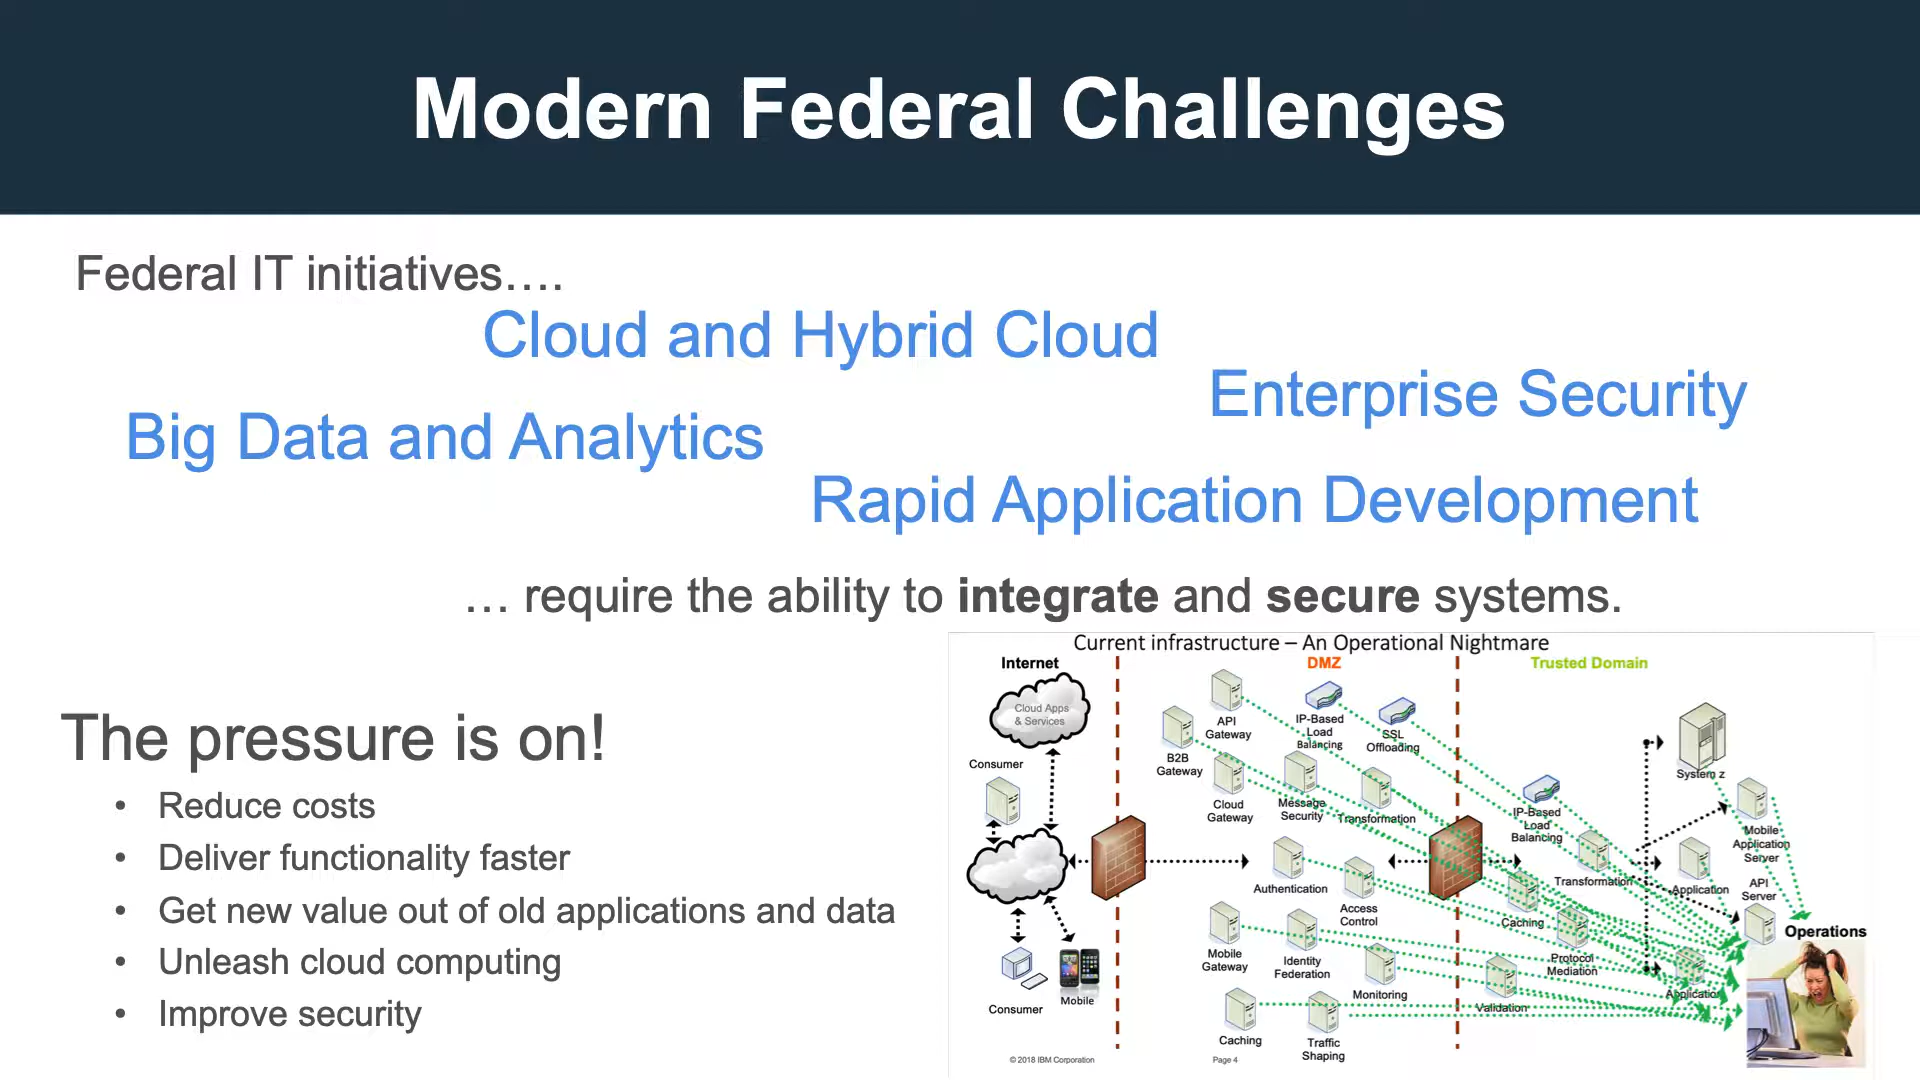 Modern Federal Challenges
Federal IT initiatives….
Cloud and Hybrid Cloud
Enterprise Security
Big Data and Analytics
Rapid Application Development
… require the ability to integrate and secure systems.
The pressure is on!
• Reduce costs
• Deliver functionality faster
• Get new value out of old applications and data
• Unleash cloud computing
• Improve security
Current infrastructure – An Operational Nightmare
Internet
DMZ
Trusted Domain
Cloud Apps
& Services
Consumer
Consumer
Mobile
API
Gateway
IP-Based
Load
Balancing
SSL
Offloading
B2B
Gateway
Cloud
Gateway
Message
Security
Transformation
Authentication
Access
Control
Mobile
Gateway
Identity
Federation
Monitoring
Caching
Traffic
Shaping
IP-Based
Load
Balancing
Transformation
Caching
Protocol
Mediation
Validation
System z
Mobile
Application
Server
Application
API
Server
Application
Operations
© 2018 IBM Corporation
Page 4